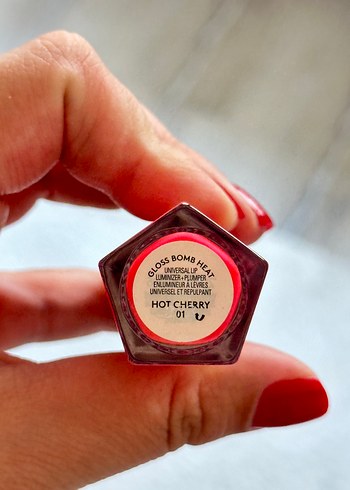 GLOSS BOMB HEAT
UNIVERSAL LIP
LUMINIZER + PLUMPER
ENLUMINEUR À LÈVRES
UNIVERSEL ET REPULPANT
HOT CHERRY
01